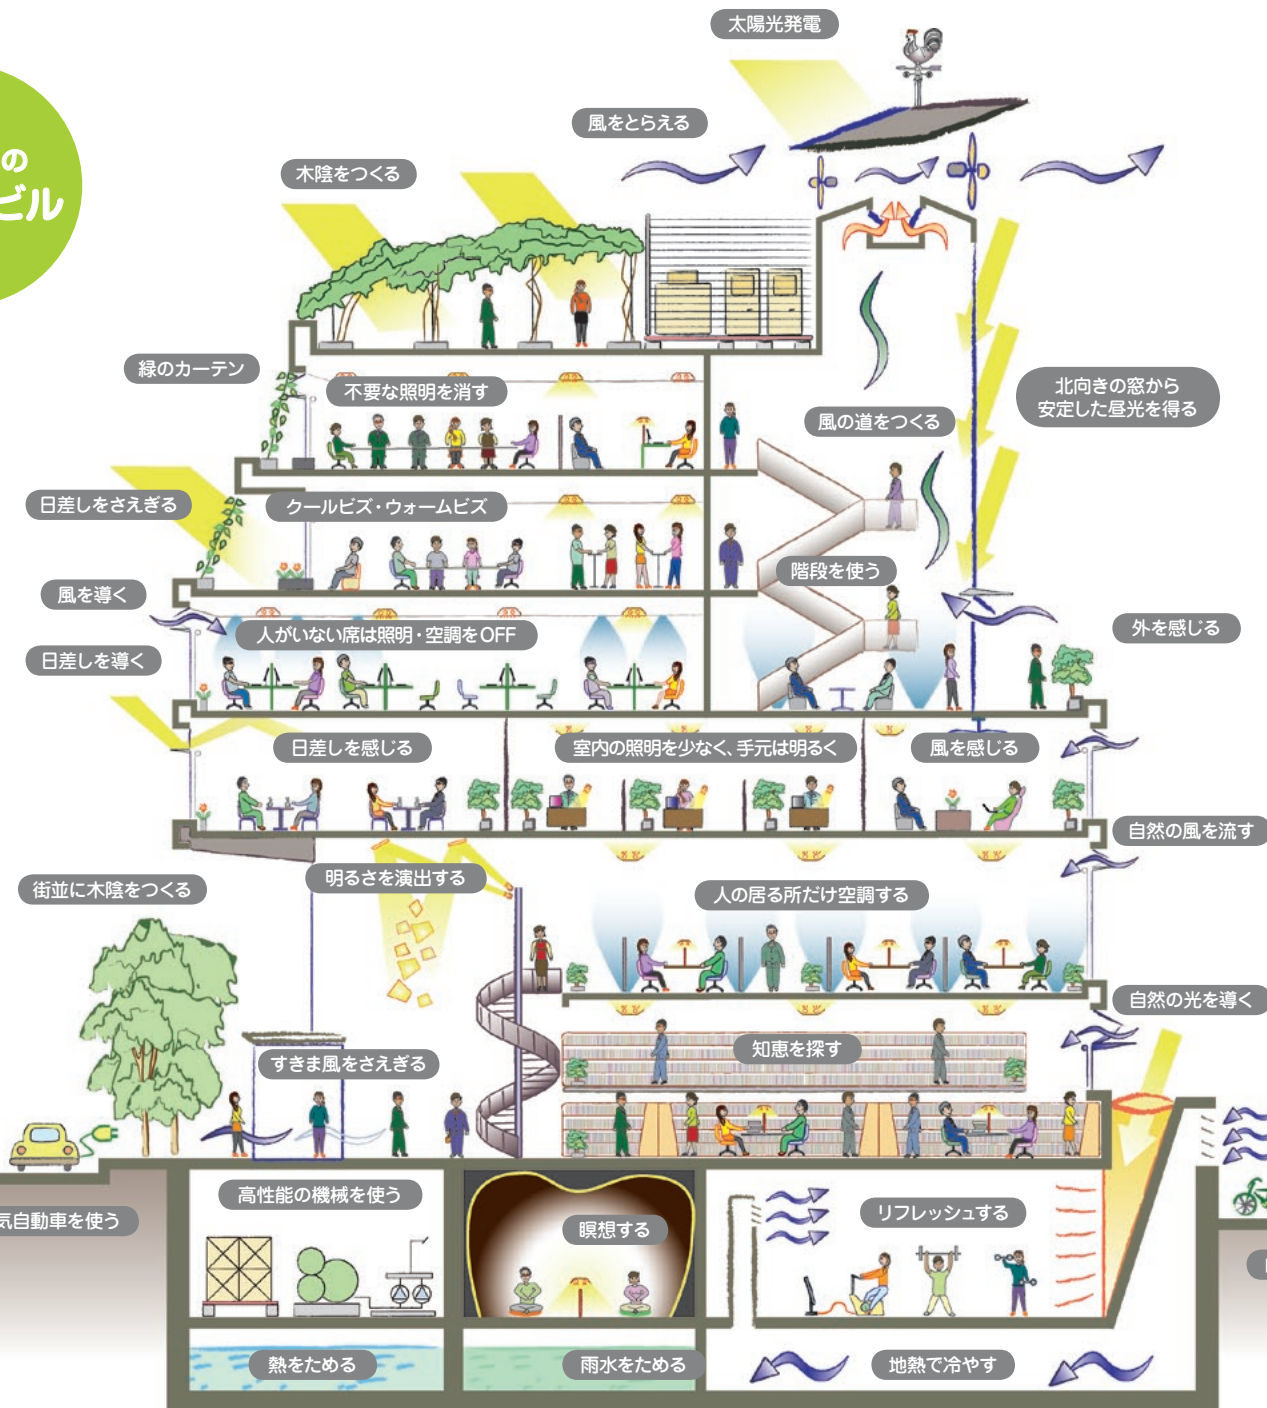 の
ビル
太陽光発電
風をとらえる
木陰をつくる
緑のカーテン
不要な照明を消す
北向きの窓から
安定した昼光を得る
風の道をつくる
日差しをさえぎる
クールビズ・ウォームビズ
階段を使う
風を導く
人がいない席は照明・空調をOFF
外を感じる
日差しを導く
日差しを感じる
室内の照明を少なく、手元は明るく
風を感じる
自然の風を流す
明るさを演出する
街並に木陰をつくる
人の居る所だけ空調する
自然の光を導く
知恵を探す
すきま風をさえぎる
高性能の機械を使う
気自動車を使う
瞑想する
リフレッシュする
熱をためる
雨水をためる
地熱で冷やす